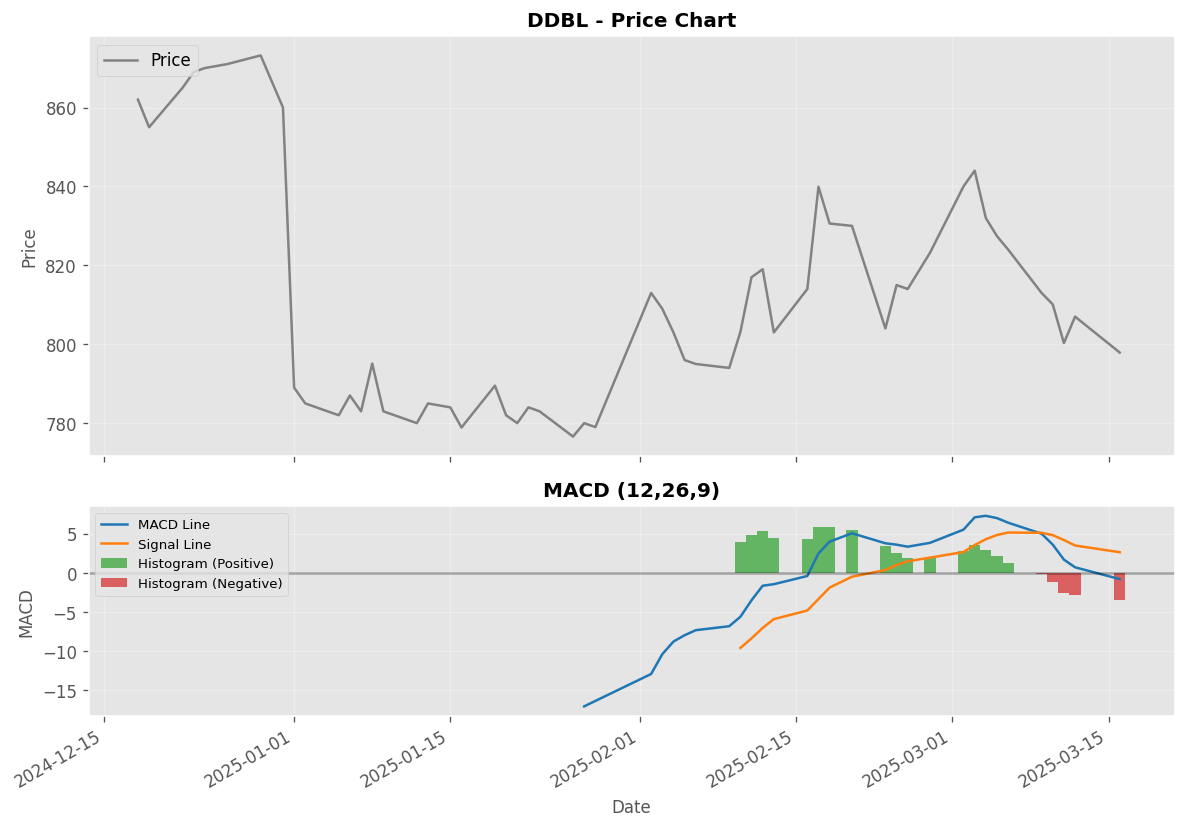 DDBL - Price Chart
Price
860
840
820
800
780
Price
MACD (12,26,9)
MACD Line
Signal Line
Histogram (Positive)
Histogram (Negative)
5
0
−5
−10
−15
MACD
2024-12-15
2025-01-01
2025-01-15
2025-02-01
2025-02-15
2025-03-01
2025-03-15
Date